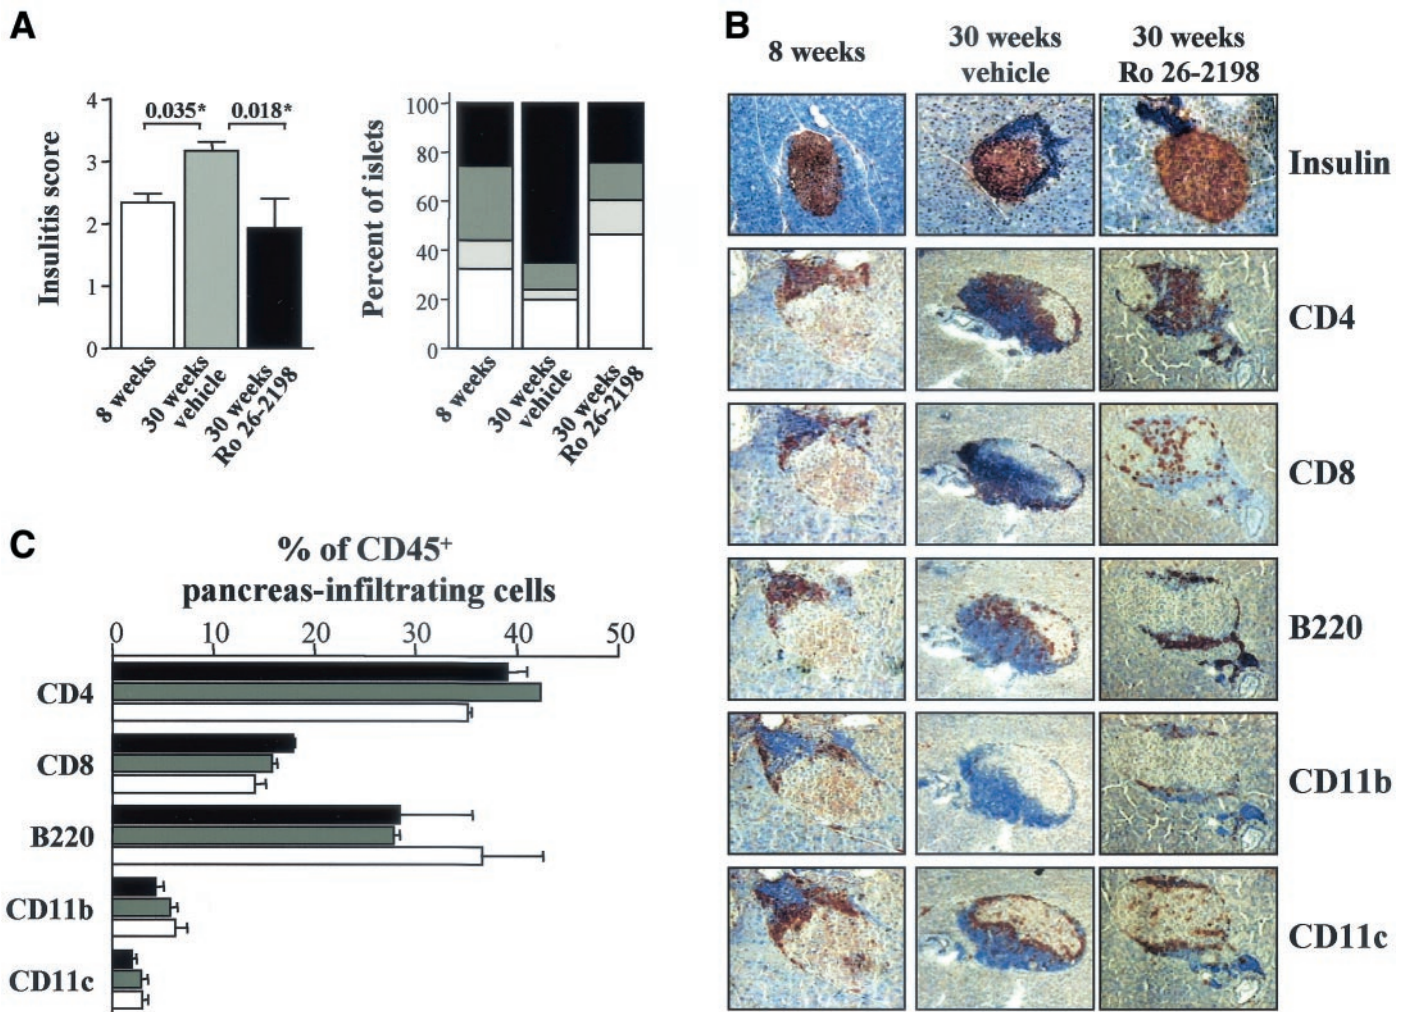 A
Insulitis score
4
3
2
1
0
0.035*
0.018*
8 weeks
30 weeks
vehicle
30 weeks
Ro 26-2198
Percent of islets
100
80
60
40
20
0
8 weeks
30 weeks
vehicle
30 weeks
Ro 26-2198
B
8 weeks
30 weeks
vehicle
30 weeks
Ro 26-2198
Insulin
CD4
CD8
B220
CD11b
CD11c
C
% of CD45+
pancreas-infiltrating cells
0 10 20 30 40 50
CD4
CD8
B220
CD11b
CD11c